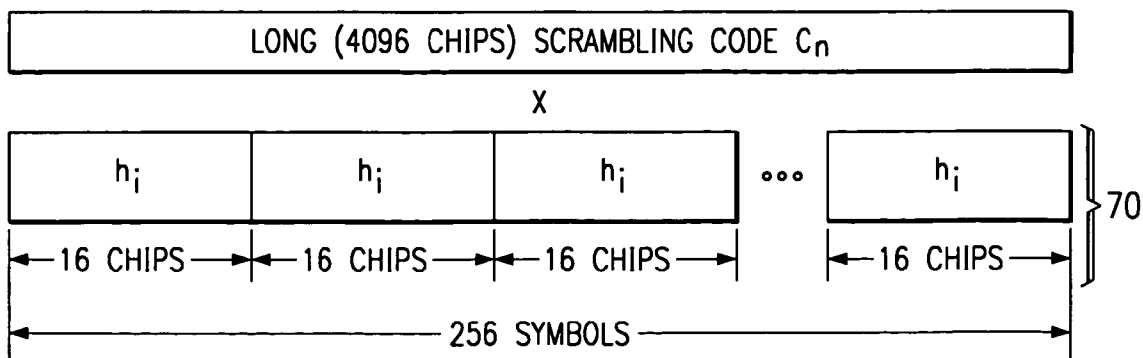 LONG (4096 CHIPS) SCRAMBLING CODE Cn
X
hi hi hi ooo hi
70
16 CHIPS 16 CHIPS 16 CHIPS 16 CHIPS
256 SYMBOLS